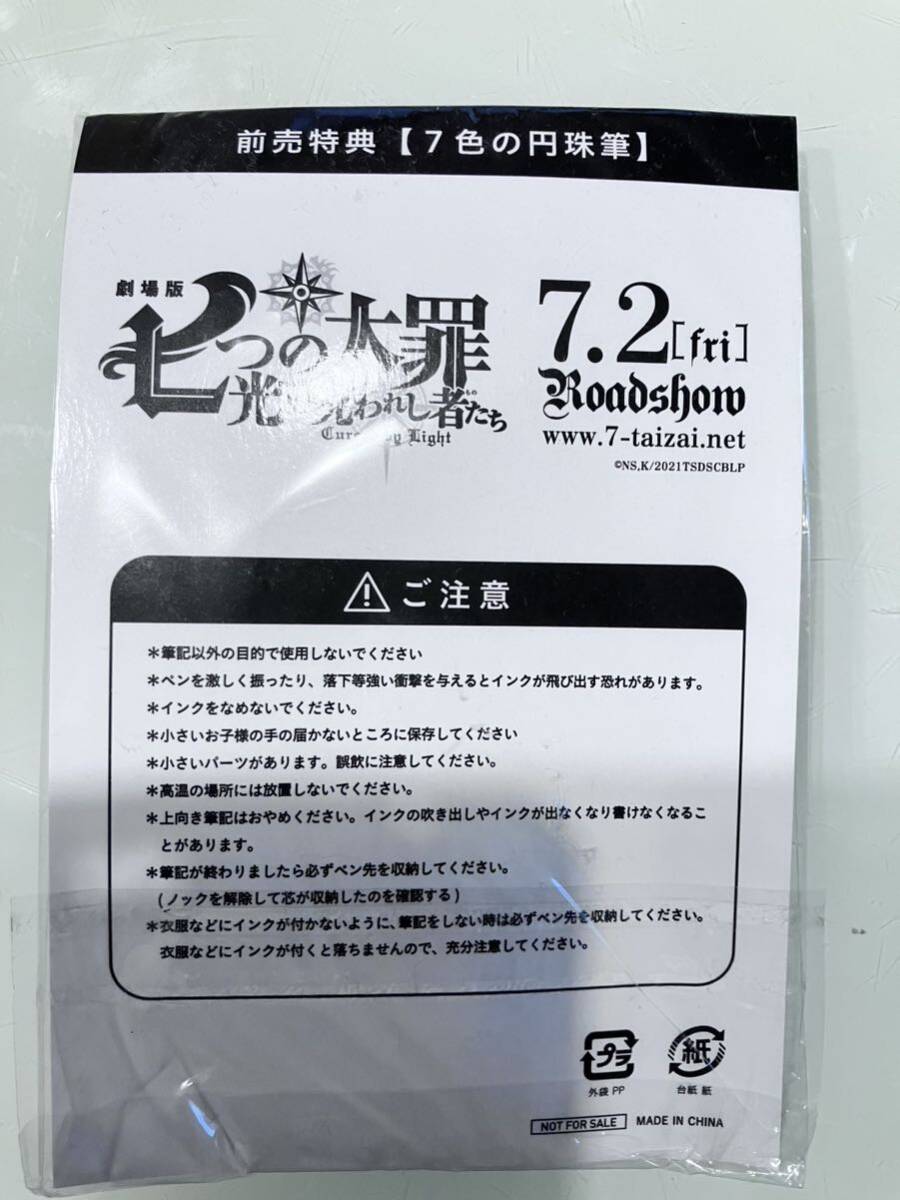 前売特典【7色の円珠筆】
劇場版
七つの大罪
光 呪われし者たち
もの
Cursed by Light
7.2[fri]
Roadshow
www.7-taizai.net
©NS,K/2021TSDSCBLP
ご注意
*筆記以外の目的で使用しないでください
*ペンを激しく振ったり、落下等強い衝撃を与えるとインクが飛び出す恐れがあります。
*インクをなめないでください。
*小さいお子様の手の届かないところに保存してください
*小さいパーツがあります。誤飲に注意してください。
*高温の場所には放置しないでください。
*上向き筆記はおやめください。インクの吹き出しやインクが出なくなり書けなくなるこ
とがあります。
*筆記が終わりましたら必ずペン先を収納してください。
(ノックを解除して芯が収納したのを確認する)
*衣服などにインクが付かないように、筆記をしない時は必ずペン先を収納してください。
衣服などにインクが付くと落ちませんので、充分注意してください。
プラ
外袋 PP
紙
台紙 紙
NOT FOR SALE
MADE IN CHINA